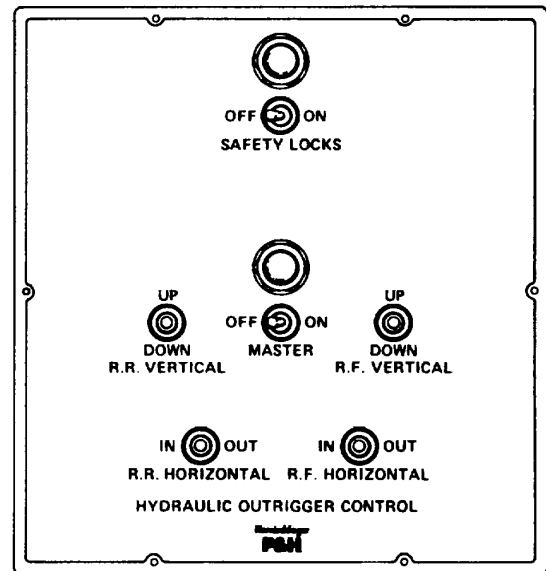 OFF ON
SAFETY LOCKS
UP UP
OFF ON
DOWN MASTER DOWN
R.R. VERTICAL R.F. VERTICAL
IN OUT IN OUT
R.R. HORIZONTAL R.F. HORIZONTAL
HYDRAULIC OUTRIGGER CONTROL
P&H